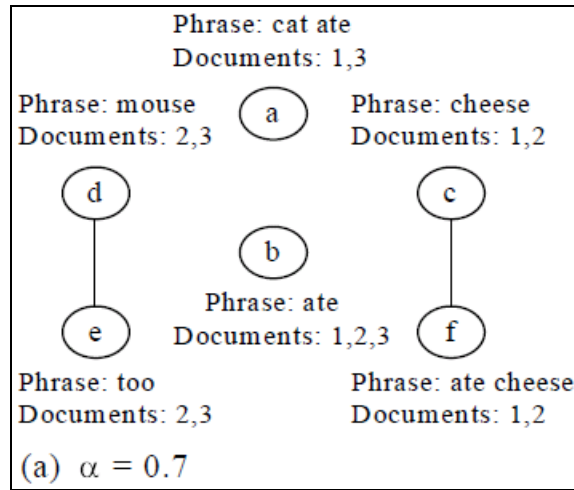 Phrase: cat ate
Documents: 1,3
a
Phrase: mouse
Documents: 2,3
Phrase: cheese
Documents: 1,2
d
c
b
Phrase: ate
Documents: 1,2,3
e
f
Phrase: too
Documents: 2,3
Phrase: ate cheese
Documents: 1,2
(a) α = 0.7